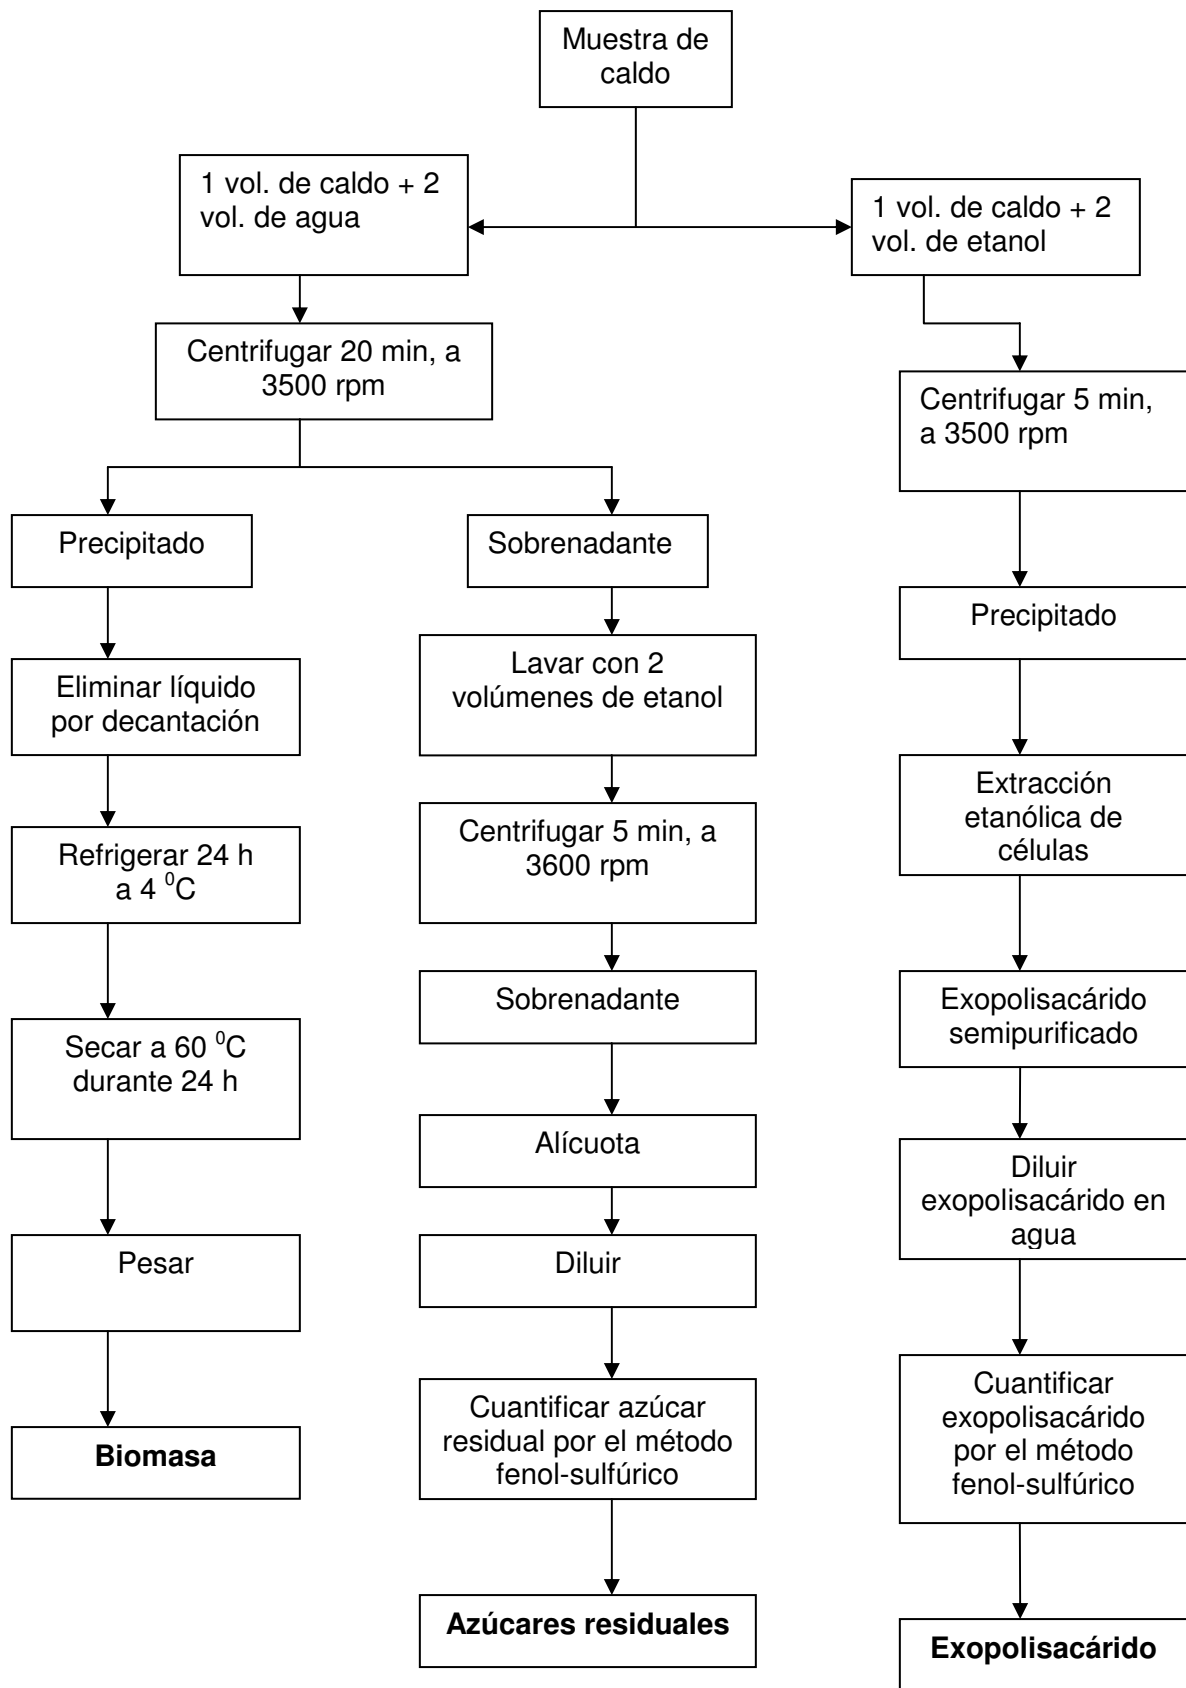 Muestra de
caldo
1 vol. de caldo + 2
vol. de agua
1 vol. de caldo + 2
vol. de etanol
Centrifugar 20 min, a
3500 rpm
Centrifugar 5 min,
a 3500 rpm
Precipitado
Sobrenadante
Precipitado
Eliminar líquido
por decantación
Lavar con 2
volúmenes de etanol
Extracción
etanólica de
células
Refrigerar 24 h
a 4 ⁰C
Centrifugar 5 min, a
3600 rpm
Sobrenadante
Exopolisacárido
semipurificado
Secar a 60 ⁰C
durante 24 h
Alícuota
Diluir
exopolisacárido en
agua
Pesar
Diluir
Cuantificar azúcar
residual por el método
fenol-sulfúrico
Cuantificar
exopolisacárido
por el método
fenol-sulfúrico
Biomasa
Azúcares residuales
Exopolisacárido